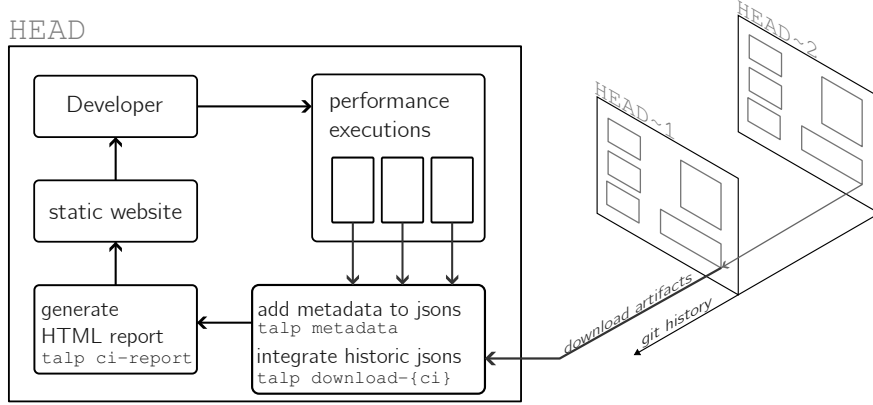 HEAD
Developer
performance
executions
static website
generate
HTML report
talp ci-report
add metadata to jsons
talp metadata
integrate historic jsons
talp download-{ci}
HEAD~1
HEAD~2
download artifacts
git history